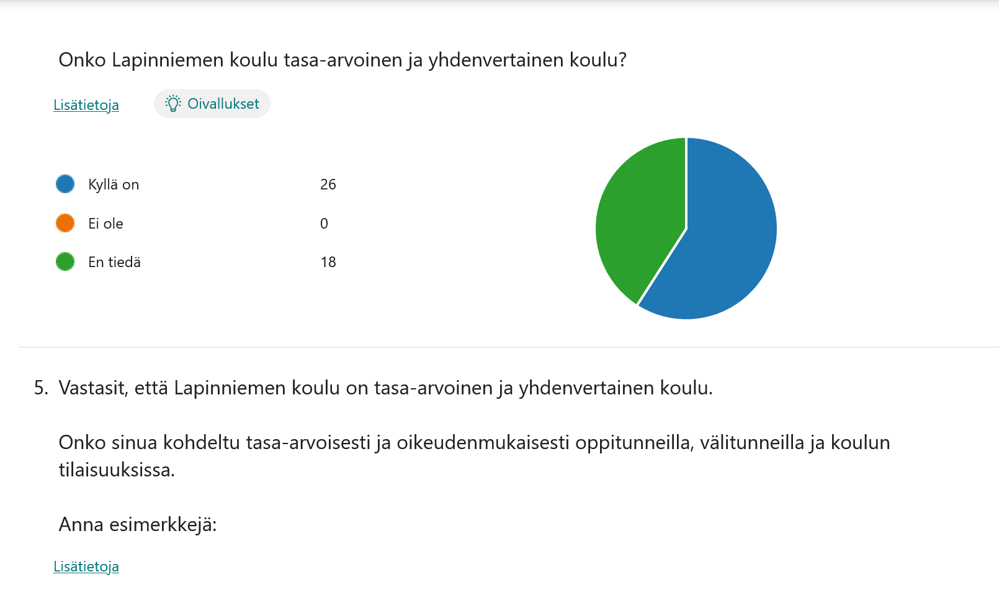 Onko Lapinniemen koulu tasa-arvoinen ja yhdenvertainen koulu?
Lisätietoja
Oivallukset
Kyllä on 26
Ei ole 0
En tiedä 18
5. Vastasit, että Lapinniemen koulu on tasa-arvoinen ja yhdenvertainen koulu.
Onko sinua kohdeltu tasa-arvoisesti ja oikeudenmukaisesti oppitunneilla, välitunneilla ja koulun
tilaisuuksissa.
Anna esimerkkejä:
Lisätietoja